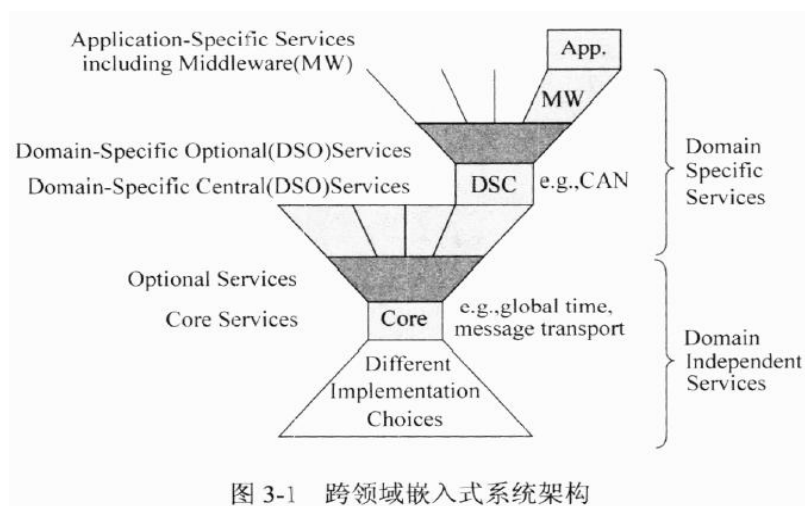 Application-Specific Services
including Middleware(MW)
App.
MW
Domain-Specific Optional(DSO)Services
Domain-Specific Central(DSO)Services
DSC
e.g.,CAN
Domain
Specific
Services
Optional Services
Core Services
Core
e.g.,global time,
message transport
Different
Implementation
Choices
Domain
Independent
Services
图 3-1 跨领域嵌入式系统架构